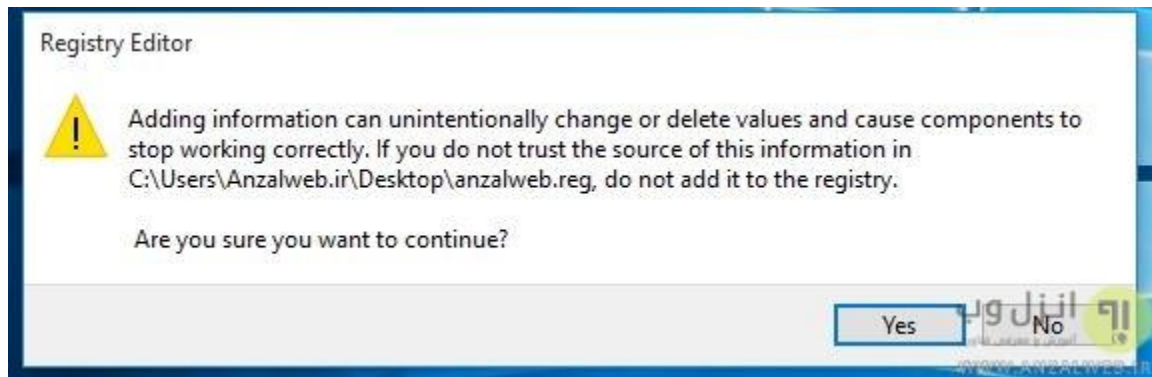 Registry Editor
Adding information can unintentionally change or delete values and cause components to
stop working correctly. If you do not trust the source of this information in
C:\Users\Anzalweb.ir\Desktop\anzalweb.reg, do not add it to the registry.
Are you sure you want to continue?
Yes
No
انزل وب
WWW.ANZALWEB.IR